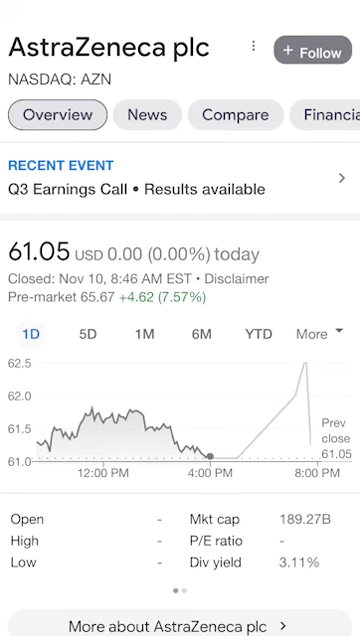 AstraZeneca plc
+ Follow
NASDAQ: AZN
Overview
News
Compare
Financia
RECENT EVENT
Q3 Earnings Call • Results available
61.05 USD 0.00 (0.00%) today
Closed: Nov 10, 8:46 AM EST • Disclaimer
Pre-market 65.67 +4.62 (7.57%)
1D 5D 1M 6M YTD More
62.5
62.0
61.5
61.0
Prev
close
61.05
12:00 PM 4:00 PM 8:00 PM
Open - Mkt cap 189.27B
High - P/E ratio -
Low - Div yield 3.11%
More about AstraZeneca plc